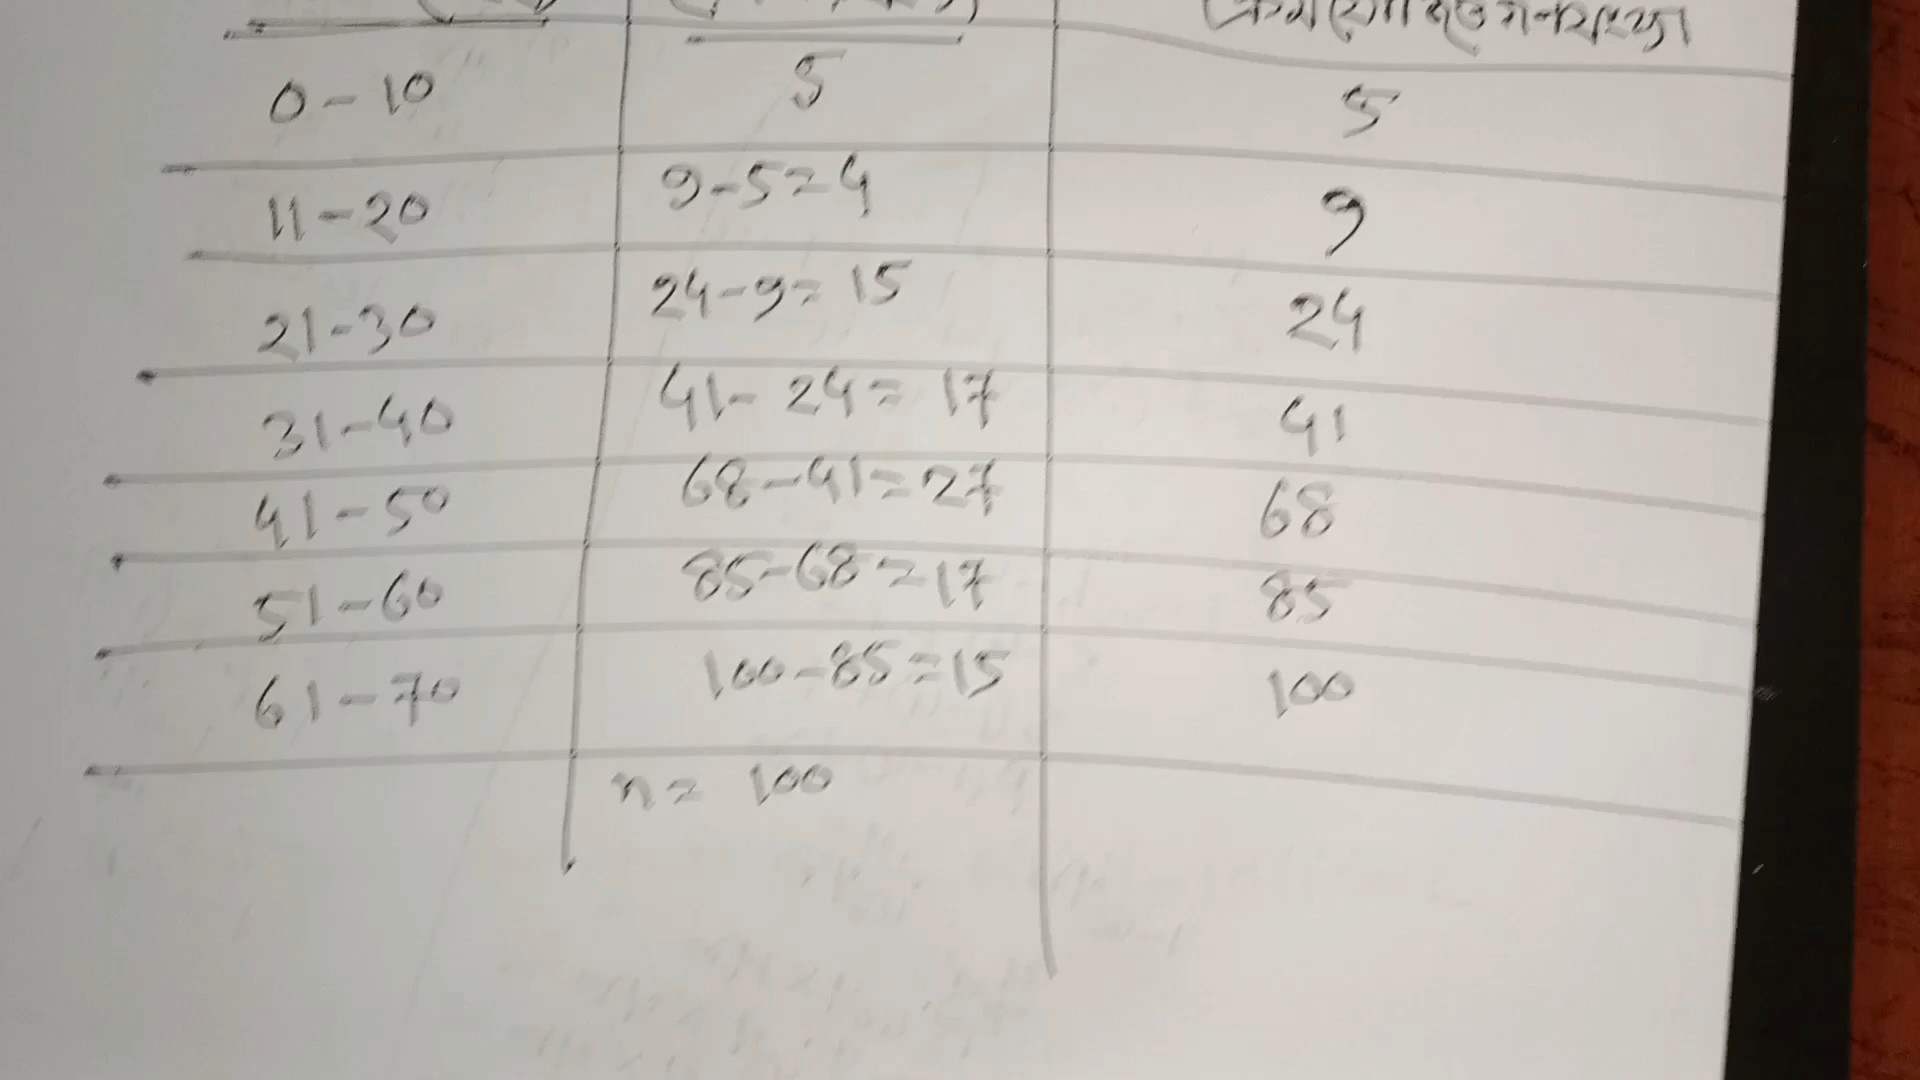 ক্রমযোজিত গনসংখ্যা
0-10 5 5
11-20 9-5=4 9
21-30 24-9=15 24
31-40 41-24=17 41
41-50 68-41=27 68
51-60 85-68=17 85
61-70 100-85=15 100
n= 100